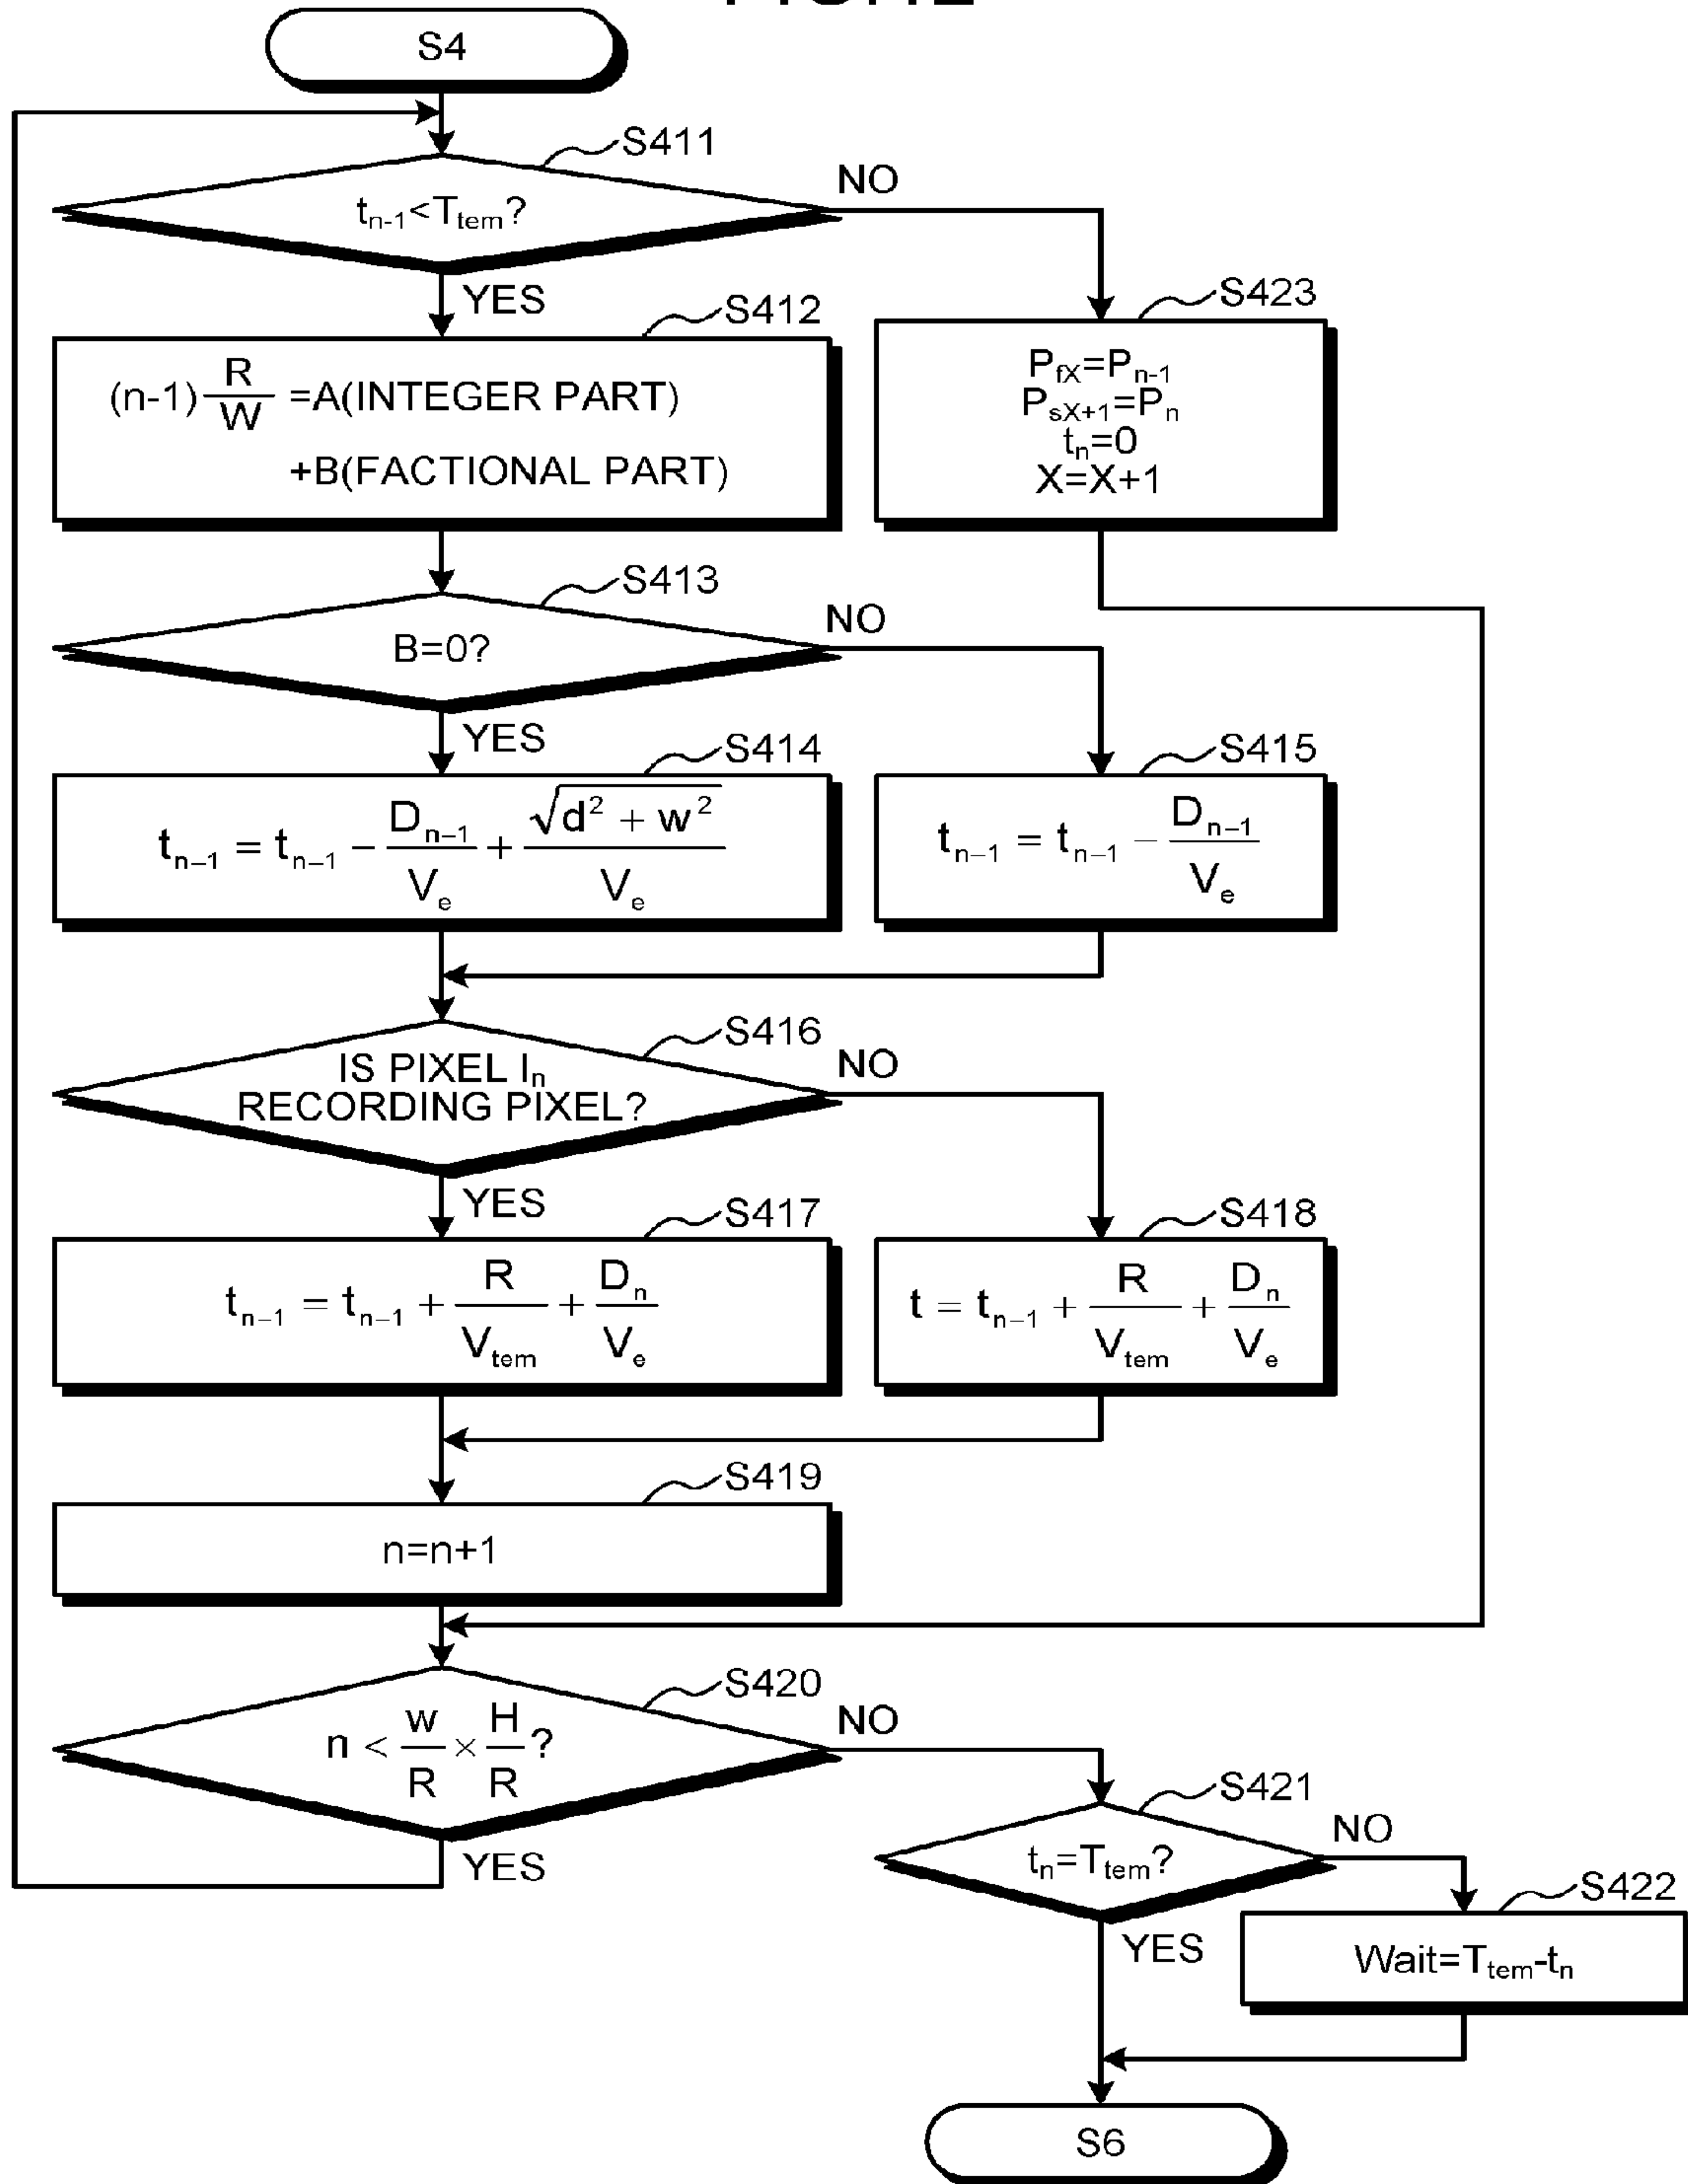 S4
S411
t_{n-1}<T_{tem}?
NO
YES
S412
(n-1) R/W =A(INTEGER PART)
+B(FACTIONAL PART)
S423
P_{fX}=P_{n-1}
P_{sX+1}=P_n
t_n=0
X=X+1
S413
B=0?
NO
YES
S414
t_{n-1} = t_{n-1} − D_{n-1}/V_e + √(d² + w²)/V_e
S415
t_{n-1} = t_{n-1} − D_{n-1}/V_e
S416
IS PIXEL I_n
RECORDING PIXEL?
NO
YES
S417
t_{n-1} = t_{n-1} + R/V_{tem} + D_n/V_e
S418
t = t_{n-1} + R/V_{tem} + D_n/V_e
S419
n=n+1
S420
n < w/R × H/R ?
NO
YES
S421
t_n=T_{tem}?
NO
YES
S422
Wait=T_{tem}-t_n
S6